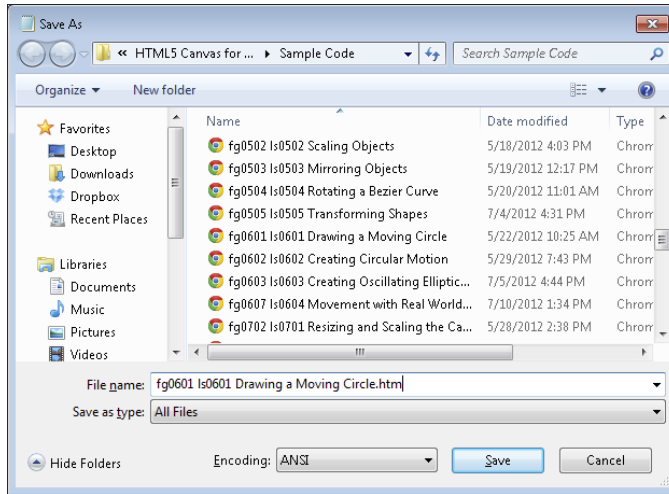 Save As
« HTML5 Canvas for ... ▸ Sample Code
Search Sample Code
Organize
New folder
Name
Date modified
Type
Favorites
Desktop
Downloads
Dropbox
Recent Places
Libraries
Documents
Music
Pictures
Videos
fg0502 ls0502 Scaling Objects 5/18/2012 4:03 PM Chrom
fg0503 ls0503 Mirroring Objects 5/19/2012 12:17 PM Chrom
fg0504 ls0504 Rotating a Bezier Curve 5/20/2012 11:01 AM Chrom
fg0505 ls0505 Transforming Shapes 7/4/2012 4:31 PM Chrom
fg0601 ls0601 Drawing a Moving Circle 5/22/2012 10:25 AM Chrom
fg0602 ls0602 Creating Circular Motion 5/29/2012 7:43 PM Chrom
fg0603 ls0603 Creating Oscillating Elliptic... 7/5/2012 4:44 PM Chrom
fg0607 ls0604 Movement with Real World... 7/10/2012 1:34 PM Chrom
fg0702 ls0701 Resizing and Scaling the Ca... 5/28/2012 2:38 PM Chrom
File name: fg0601 ls0601 Drawing a Moving Circle.htm
Save as type: All Files
Hide Folders
Encoding: ANSI
Save
Cancel